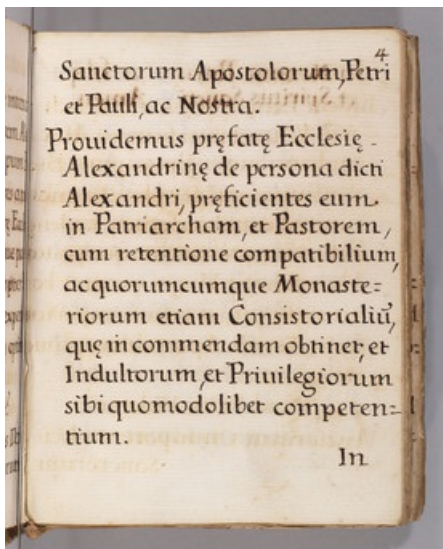 4
Sanctorum Apostolorum, Petri
et Pauli, ac Nostra.
Prouidemus pręfatę Ecclesię
Alexandrinę de persona dicti
Alexandri, pręficientes eum
in Patriarcham, et Pastorem,
cum retentione compatibilium,
ac quorumcumque Monaste=
riorum etiam Consistorialiũ,
quę in commendam obtinet, et
Indultorum, et Priuilegiorum
sibi quomodolibet competen=
tium.
In